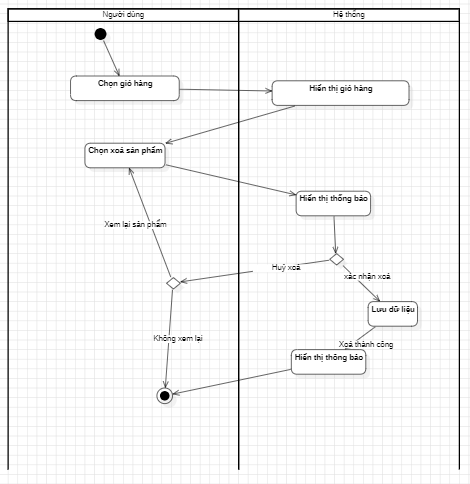 Người dùng
Hệ thống
Chọn giỏ hàng
Hiển thị giỏ hàng
Chọn xoá sản phẩm
Hiển thị thông báo
Xem lại sản phẩm
Huỷ xoá
xác nhận xoá
Lưu dữ liệu
Không xem lại
Xoá thành công
Hiển thị thông báo